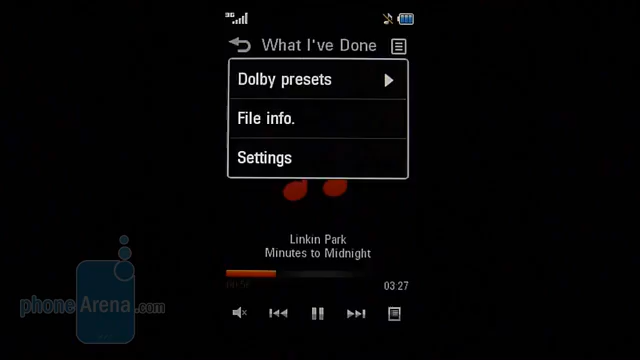 3G
What I've Done
Dolby presets
File info.
Settings
Linkin Park
Minutes to Midnight
00:56 03:27
phoneArena.com